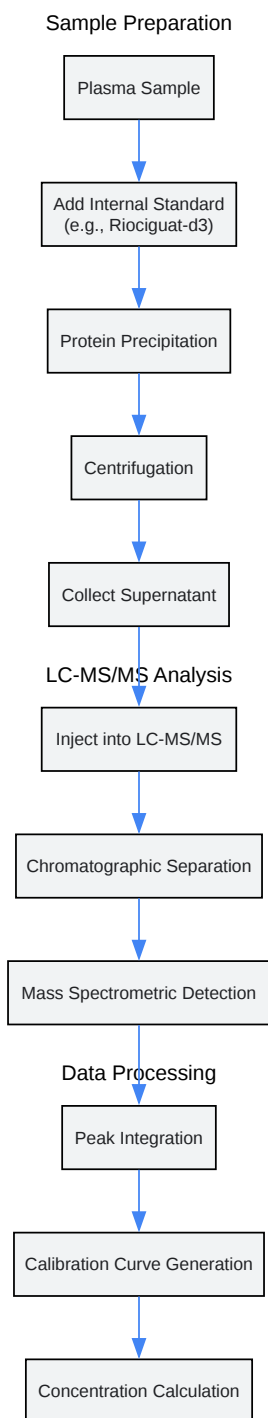 Sample Preparation
Plasma Sample
Add Internal Standard
(e.g., Riociguat-d3)
Protein Precipitation
Centrifugation
Collect Supernatant
LC-MS/MS Analysis
Inject into LC-MS/MS
Chromatographic Separation
Mass Spectrometric Detection
Data Processing
Peak Integration
Calibration Curve Generation
Concentration Calculation